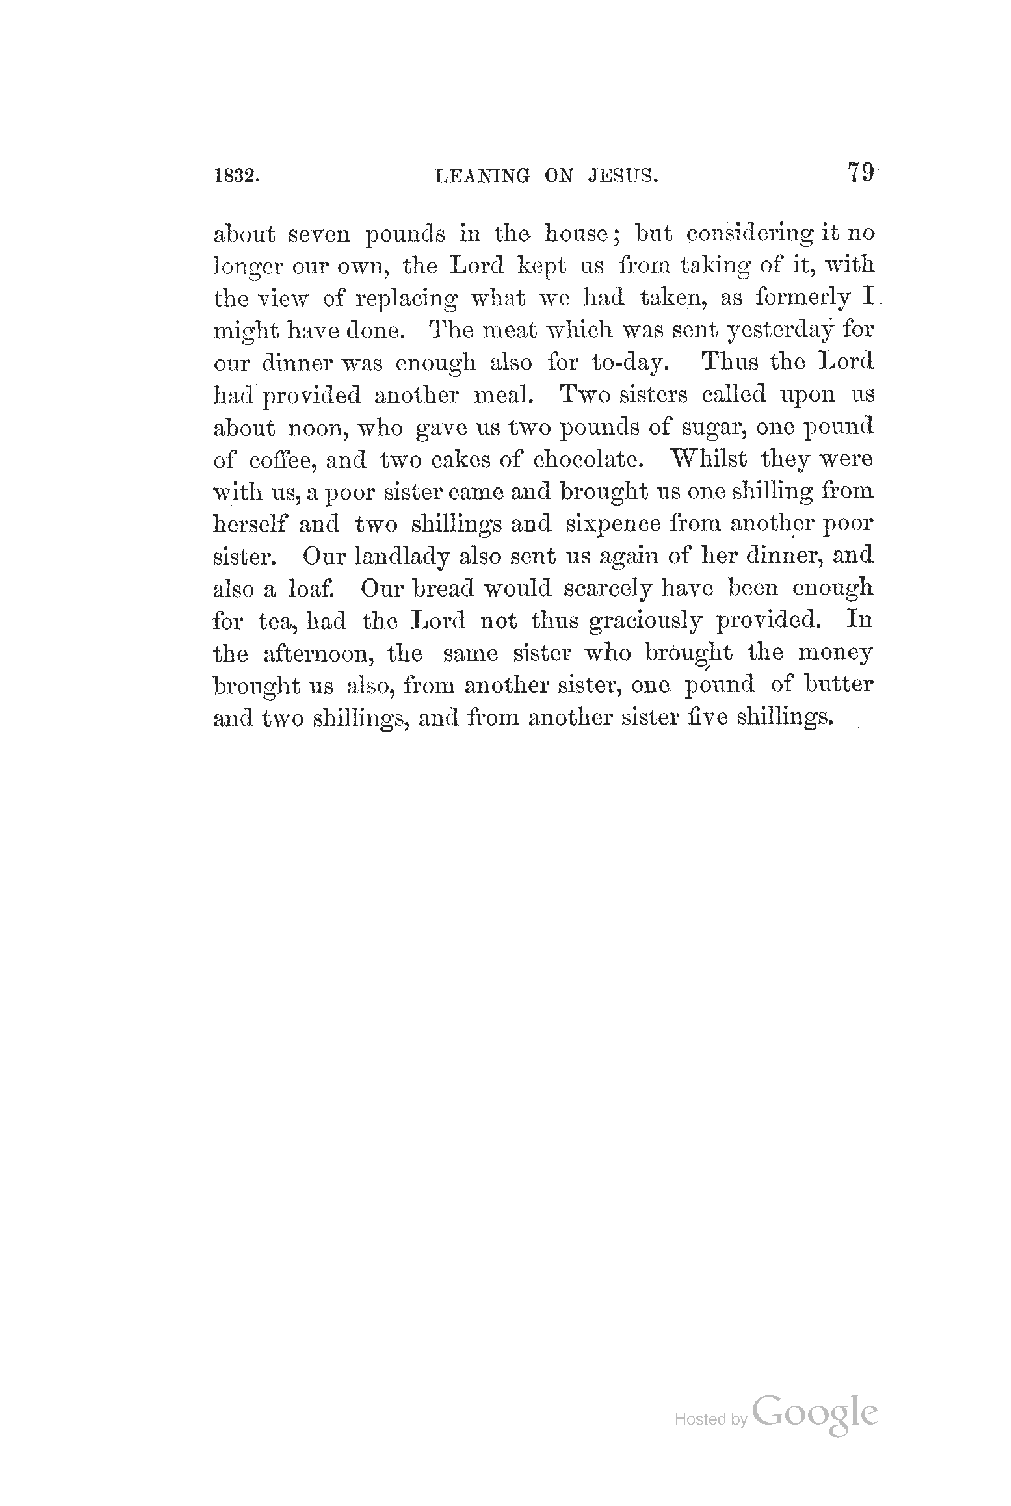 1832. LEANING ON JESUS. 79
about seven pounds in the house; but considering it no
longer our own, the Lord kept us from taking of it, with
the view of replacing what we had taken, as formerly I
might have done. The meat which was sent yesterday for
our dinner was enough also for to-day. Thus the Lord
had provided another meal. Two sisters called upon us
about noon, who gave us two pounds of sugar, one pound
of coffee, and two cakes of chocolate. Whilst they were
with us, a poor sister came and brought us one shilling from
herself and two shillings and sixpence from another poor
sister. Our landlady also sent us again of her dinner, and
also a loaf. Our bread would scarcely have been enough
for tea, had the Lord not thus graciously provided. In
the afternoon, the same sister who brought the money
brought us also, from another sister, one pound of butter
and two shillings, and from another sister five shillings.
Hosted by Google